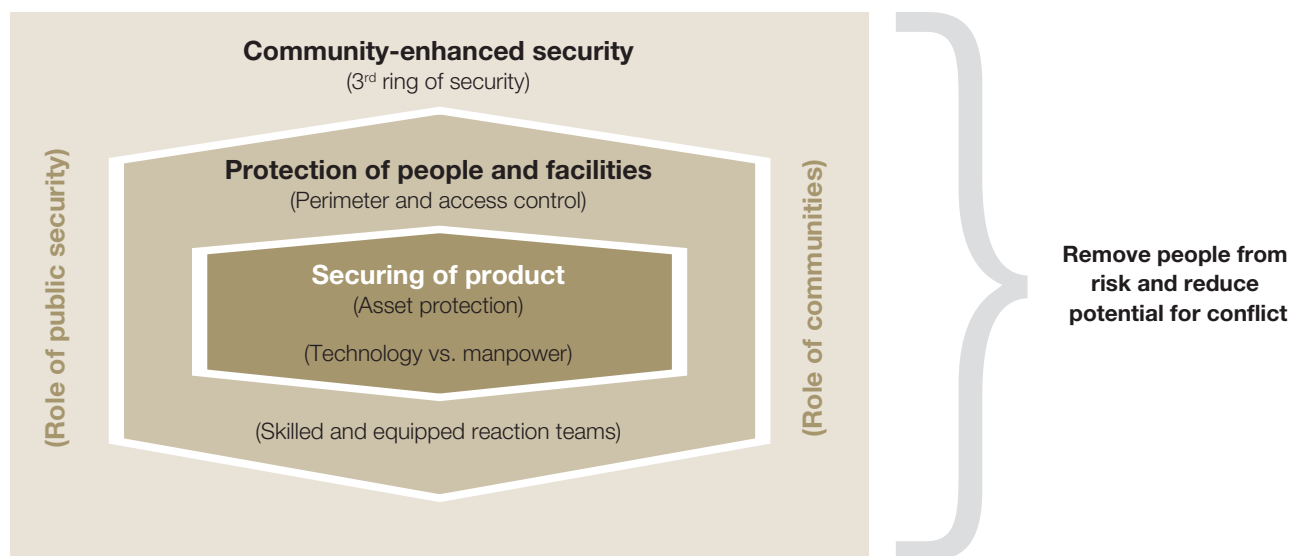 Community-enhanced security
(3rd ring of security)
(Role of public security)
Protection of people and facilities
(Perimeter and access control)
Securing of product
(Asset protection)
(Technology vs. manpower)
(Skilled and equipped reaction teams)
(Role of communities)
Remove people from
risk and reduce
potential for conflict